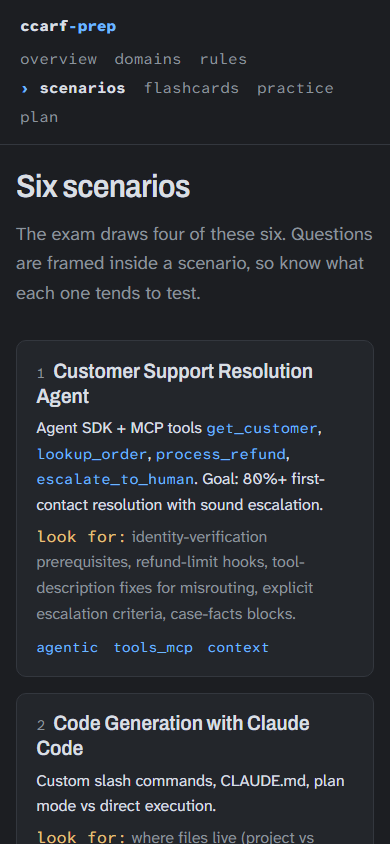 ccarf-prep
overview domains rules
› scenarios flashcards practice
plan
Six scenarios
The exam draws four of these six. Questions
are framed inside a scenario, so know what
each one tends to test.
1 Customer Support Resolution
Agent
Agent SDK + MCP tools get_customer,
lookup_order, process_refund,
escalate_to_human. Goal: 80%+ first-
contact resolution with sound escalation.
look for: identity-verification
prerequisites, refund-limit hooks, tool-
description fixes for misrouting, explicit
escalation criteria, case-facts blocks.
agentic tools_mcp context
2 Code Generation with Claude
Code
Custom slash commands, CLAUDE.md, plan
mode vs direct execution.
look for: where files live (project vs